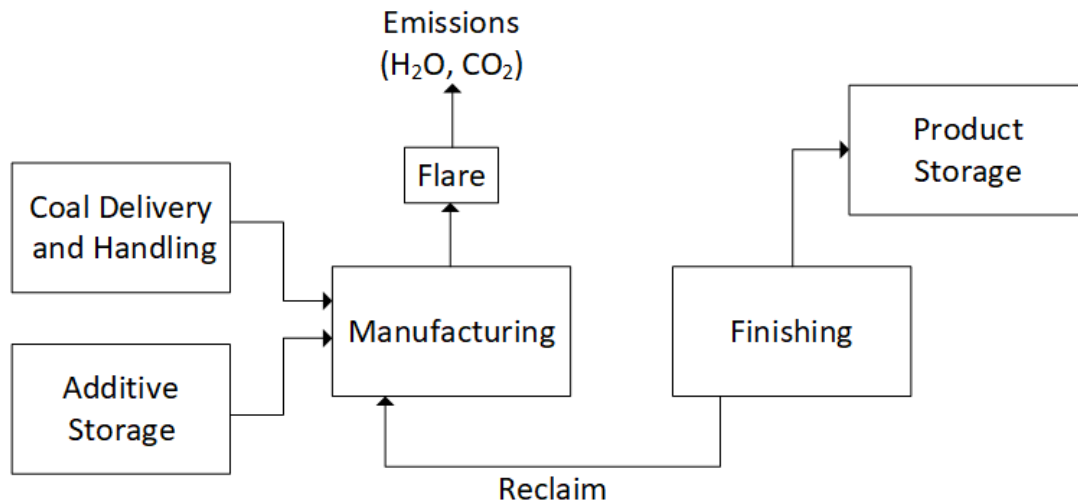 Emissions
(H₂O, CO₂)
Flare
Product
Storage
Coal Delivery
and Handling
Manufacturing
Finishing
Additive
Storage
Reclaim